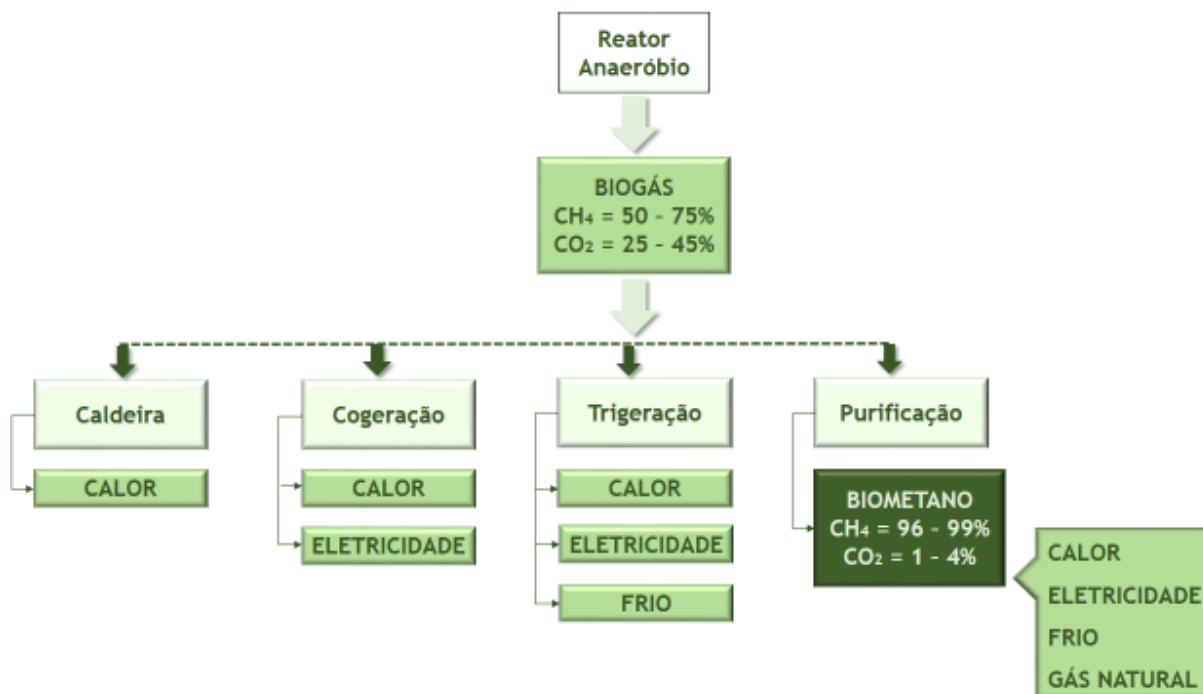 Reator
Anaeróbio
BIOGÁS
CH₄ = 50 – 75%
CO₂ = 25 – 45%
Caldeira
CALOR
Cogeração
CALOR
ELETRICIDADE
Trigeração
CALOR
ELETRICIDADE
FRIO
Purificação
BIOMETANO
CH₄ = 96 – 99%
CO₂ = 1 – 4%
CALOR
ELETRICIDADE
FRIO
GÁS NATURAL